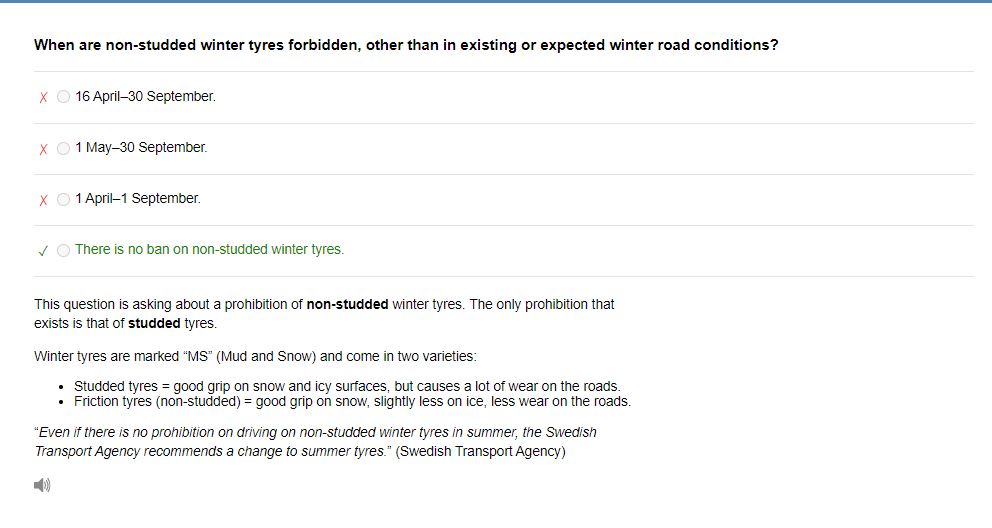 When are non-studded winter tyres forbidden, other than in existing or expected winter road conditions?
X 16 April–30 September.
X 1 May–30 September.
X 1 April–1 September.
✓ There is no ban on non-studded winter tyres.
This question is asking about a prohibition of non-studded winter tyres. The only prohibition that
exists is that of studded tyres.
Winter tyres are marked “MS” (Mud and Snow) and come in two varieties:
• Studded tyres = good grip on snow and icy surfaces, but causes a lot of wear on the roads.
• Friction tyres (non-studded) = good grip on snow, slightly less on ice, less wear on the roads.
“Even if there is no prohibition on driving on non-studded winter tyres in summer, the Swedish
Transport Agency recommends a change to summer tyres.” (Swedish Transport Agency)